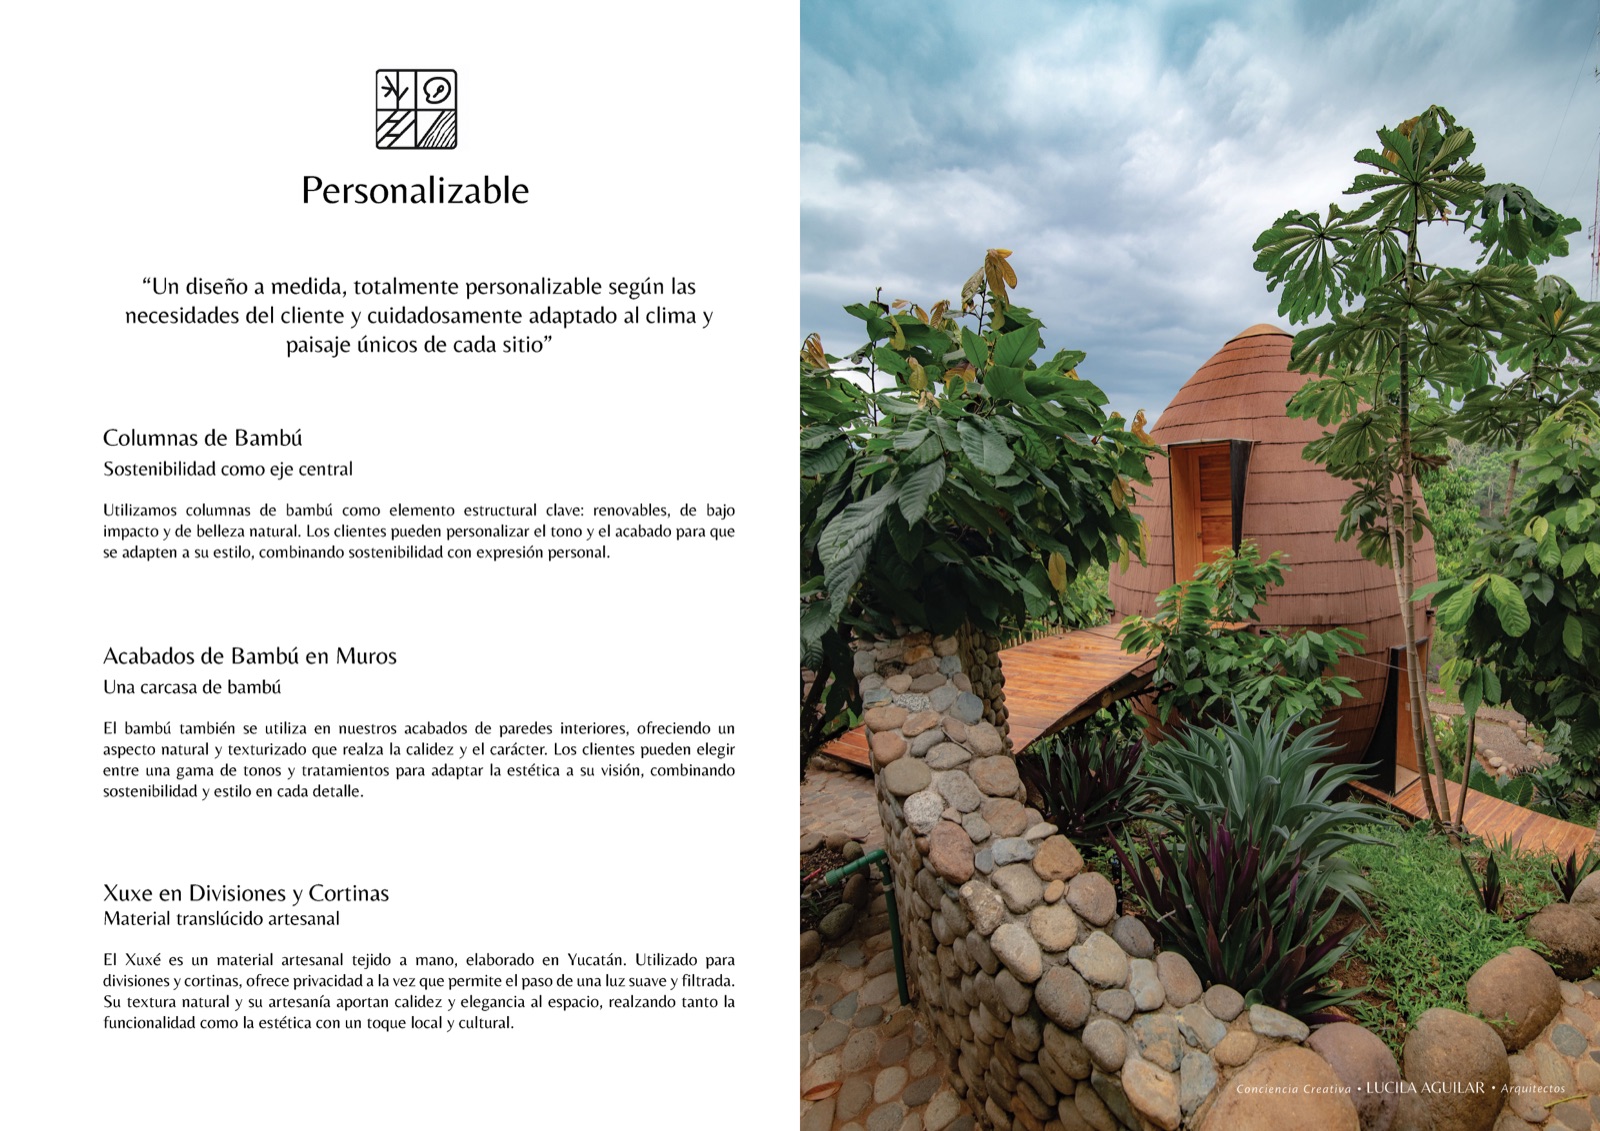 Personalizable
“Un diseño a medida, totalmente personalizable según las
necesidades del cliente y cuidadosamente adaptado al clima y
paisaje únicos de cada sitio”
Columnas de Bambú
Sostenibilidad como eje central
Utilizamos columnas de bambú como elemento estructural clave: renovables, de bajo
impacto y de belleza natural. Los clientes pueden personalizar el tono y el acabado para que
se adapten a su estilo, combinando sostenibilidad con expresión personal.
Acabados de Bambú en Muros
Una carcasa de bambú
El bambú también se utiliza en nuestros acabados de paredes interiores, ofreciendo un
aspecto natural y texturizado que realza la calidez y el carácter. Los clientes pueden elegir
entre una gama de tonos y tratamientos para adaptar la estética a su visión, combinando
sostenibilidad y estilo en cada detalle.
Xuxe en Divisiones y Cortinas
Material translúcido artesanal
El Xuxé es un material artesanal tejido a mano, elaborado en Yucatán. Utilizado para
divisiones y cortinas, ofrece privacidad a la vez que permite el paso de una luz suave y filtrada.
Su textura natural y su artesanía aportan calidez y elegancia al espacio, realzando tanto la
funcionalidad como la estética con un toque local y cultural.
Conciencia Creativa • LUCILA AGUILAR • Arquitectos